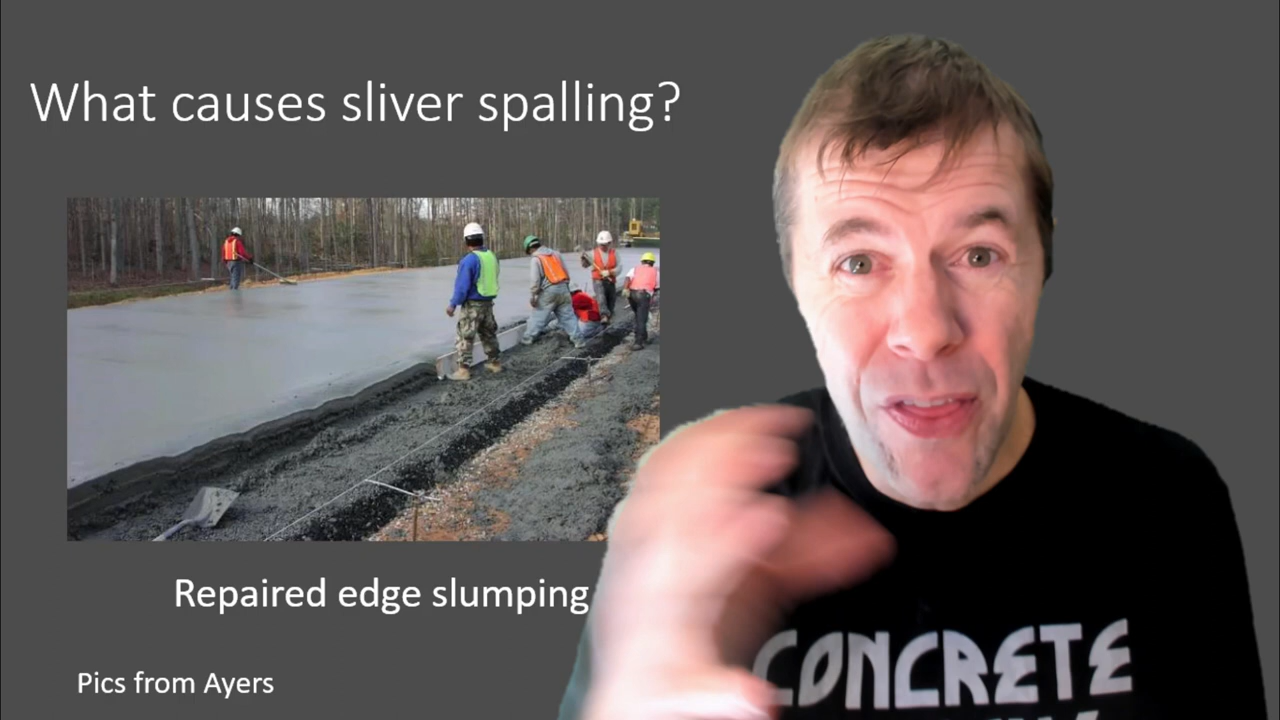 What causes sliver spalling?
Repaired edge slumping
Pics from Ayers
CONCRETE